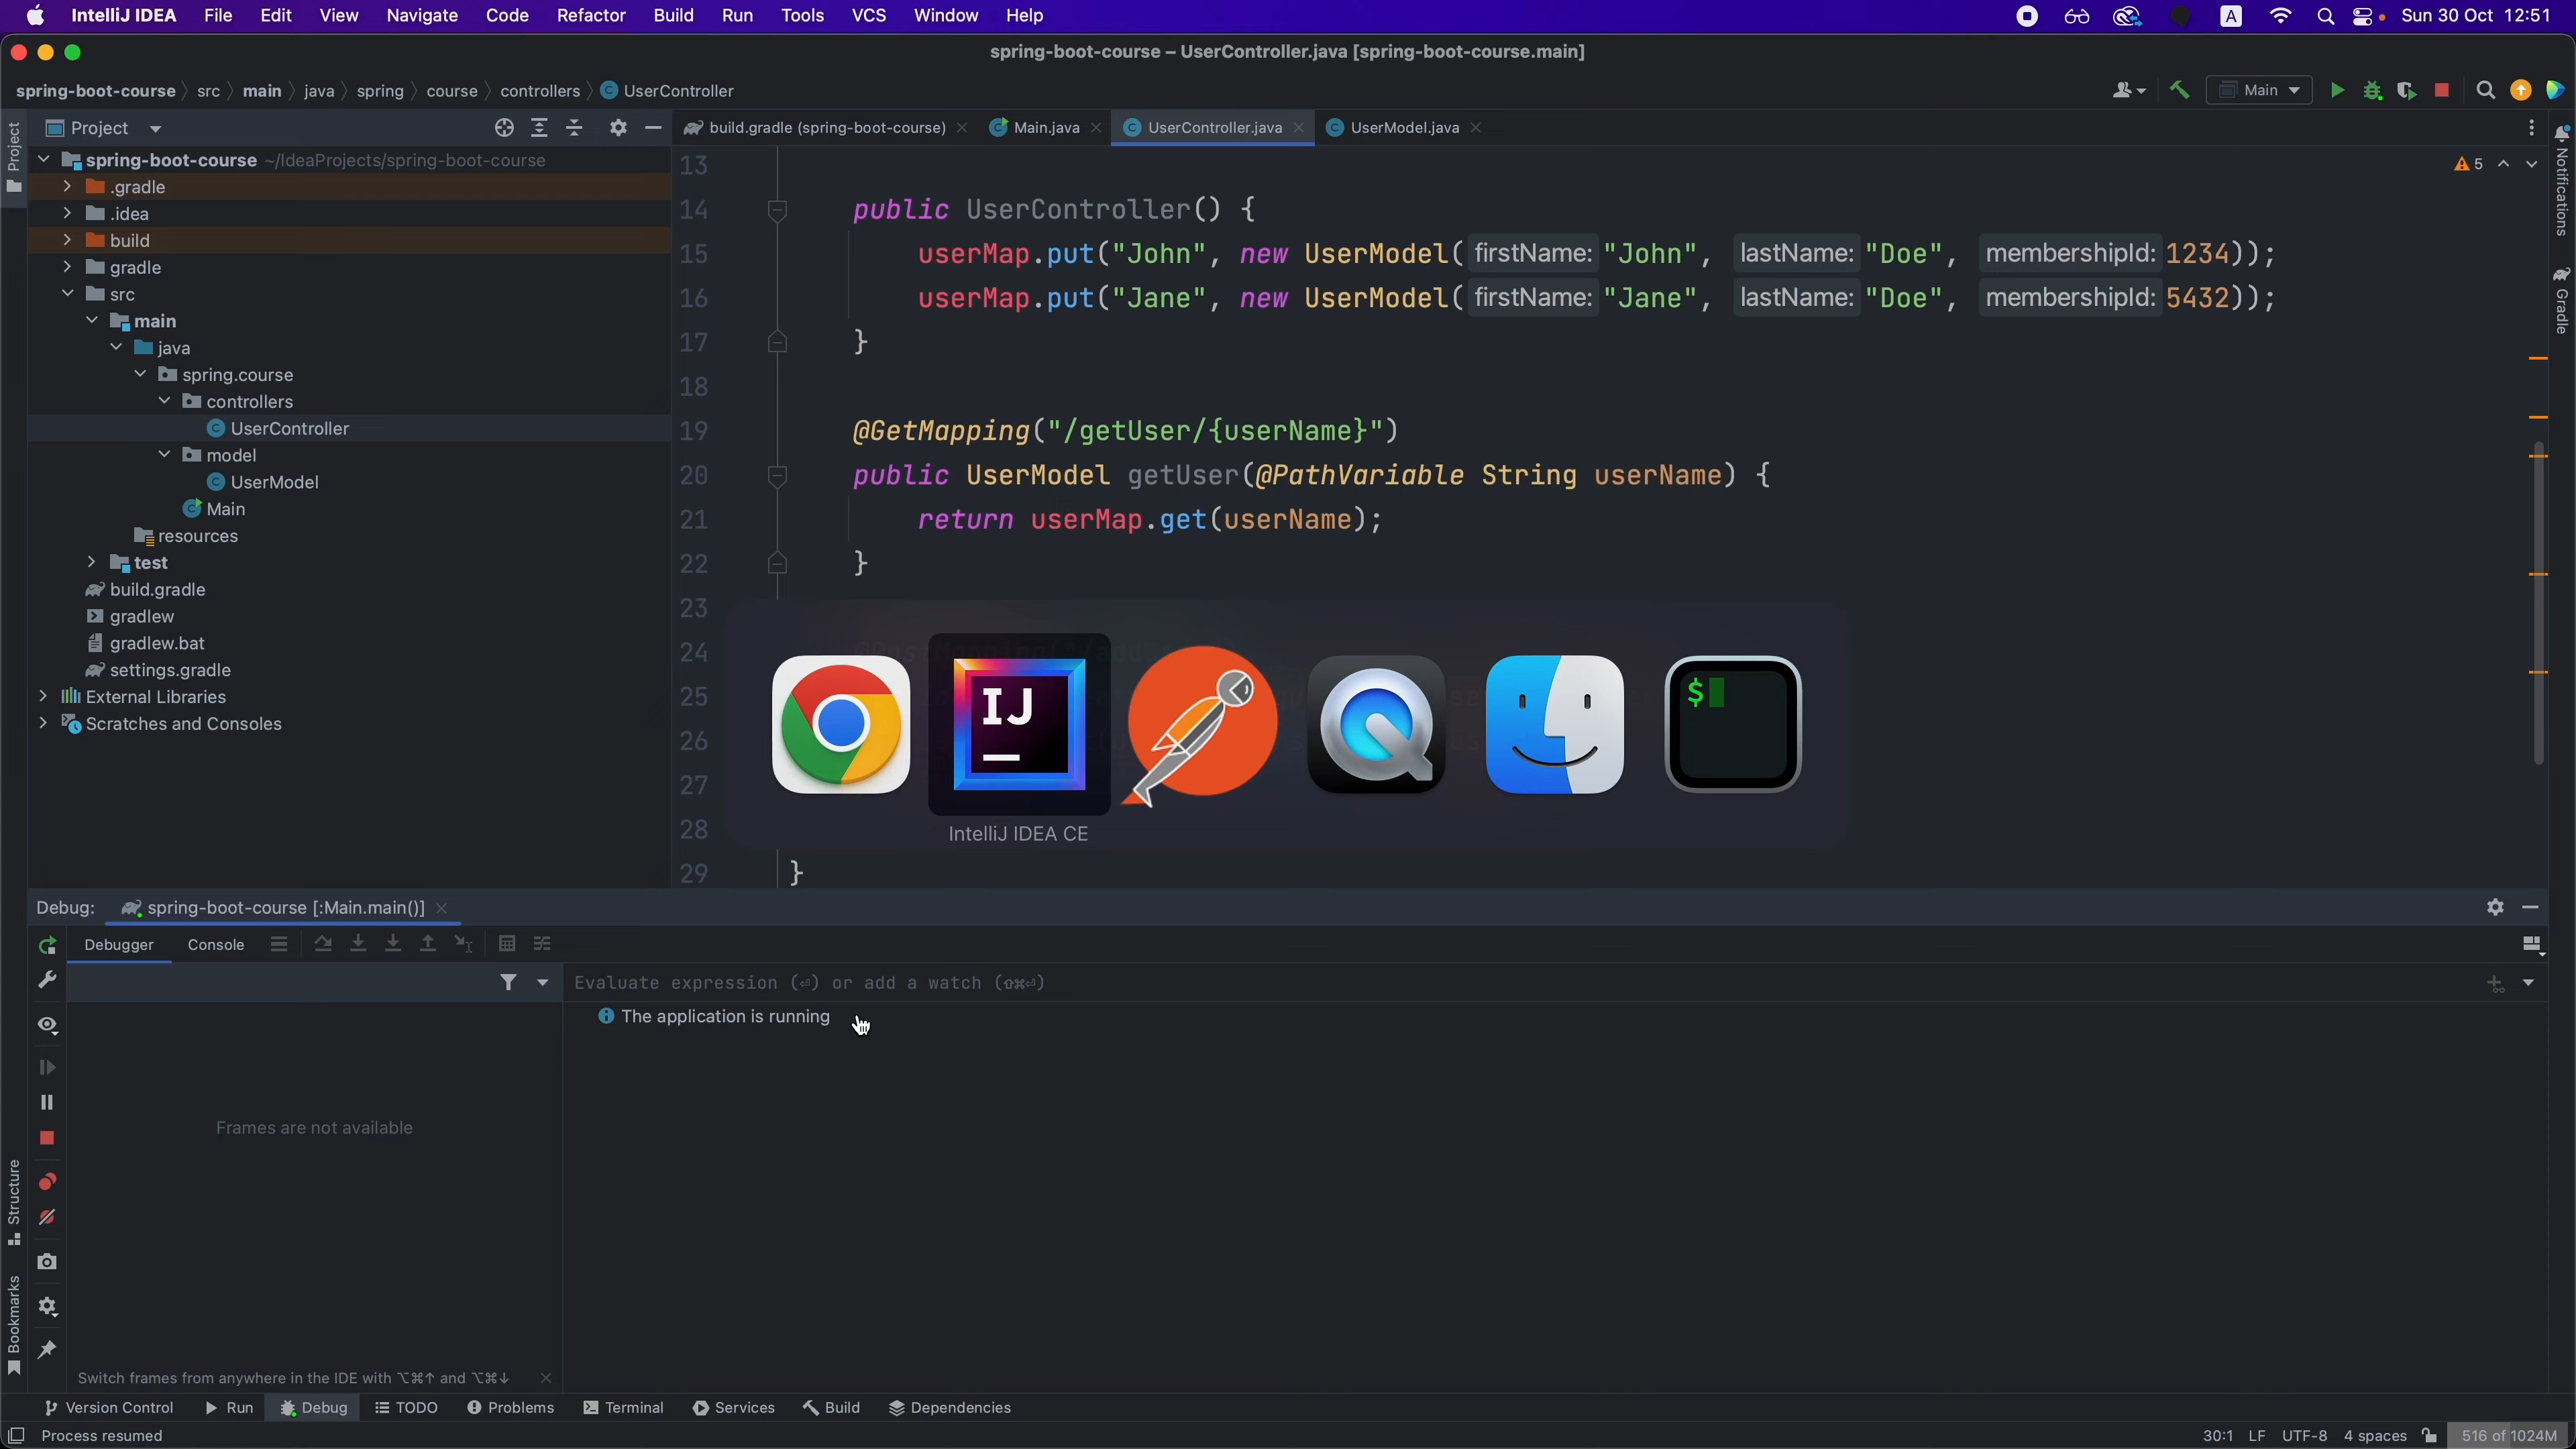 IntelliJ IDEA File Edit View Navigate Code Refactor Build Run Tools VCS Window Help A Sun 30 Oct 12:51
spring-boot-course – UserController.java [spring-boot-course.main]
spring-boot-course src main java spring course controllers UserController Main
Project build.gradle (spring-boot-course) Main.java UserController.java UserModel.java
Project
Notifications
Gradle
Structure
Bookmarks
spring-boot-course ~/IdeaProjects/spring-boot-course
.gradle
.idea
build
gradle
src
main
java
spring.course
controllers
UserController
model
UserModel
Main
resources
test
build.gradle
gradlew
gradlew.bat
settings.gradle
External Libraries
Scratches and Consoles
5
13
14 public UserController() {
15 userMap.put("John", new UserModel( firstName: "John", lastName: "Doe", membershipId: 1234));
16 userMap.put("Jane", new UserModel( firstName: "Jane", lastName: "Doe", membershipId: 5432));
17 }
18
19 @GetMapping("/getUser/{userName}")
20 public UserModel getUser(@PathVariable String userName) {
21 return userMap.get(userName);
22 }
23
24
25
26
27
28
29 }
IJ
$
IntelliJ IDEA CE
Debug: spring-boot-course [:Main.main()]
Debugger Console
Evaluate expression (⏎) or add a watch (⇧⌘⏎)
The application is running
Frames are not available
Switch frames from anywhere in the IDE with ⌥⌘↑ and ⌥⌘↓
Version Control Run Debug TODO Problems Terminal Services Build Dependencies
Process resumed 30:1 LF UTF-8 4 spaces 516 of 1024M